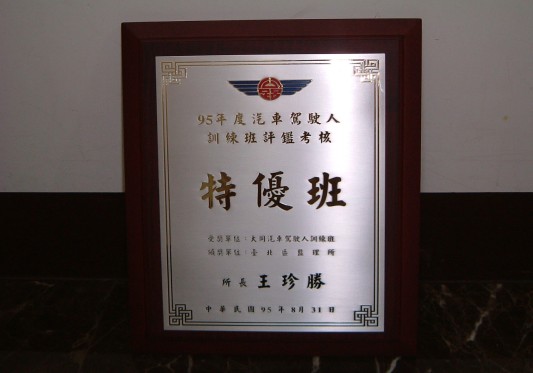 95年度汽車駕駛人
訓練班評鑑考核
特優班
受獎單位：大同汽車駕駛人訓練班
頒獎單位：臺北區監理所
所長 王珍勝
中華民國95年8月31日